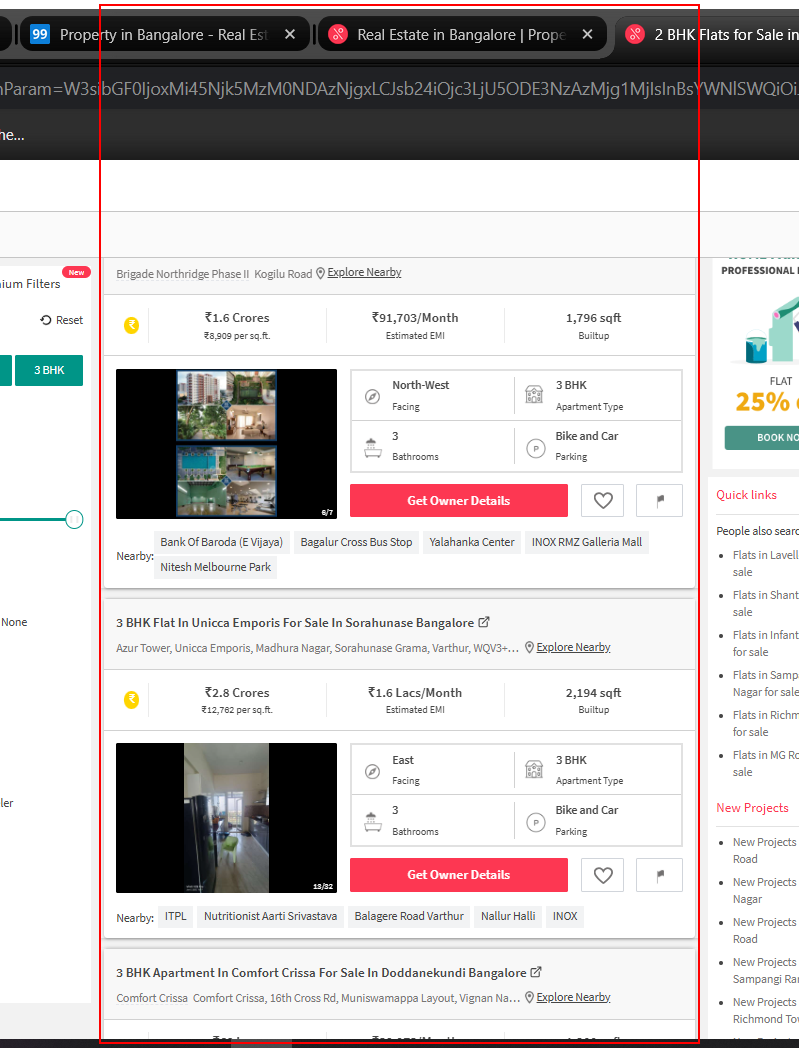 Property in Bangalore - Real Est
Real Estate in Bangalore | Prope
2 BHK Flats for Sale in
he...
New
ium Filters
Reset
3 BHK
None
ler
Brigade Northridge Phase II Kogilu Road Explore Nearby
₹1.6 Crores
₹8,909 per sq.ft.
₹91,703/Month
Estimated EMI
1,796 sqft
Builtup
6/7
North-West
Facing
3 BHK
Apartment Type
3
Bathrooms
Bike and Car
Parking
Get Owner Details
Nearby:
Bank Of Baroda (E Vijaya)
Bagalur Cross Bus Stop
Yalahanka Center
INOX RMZ Galleria Mall
Nitesh Melbourne Park
3 BHK Flat In Unicca Emporis For Sale In Sorahunase Bangalore
Azur Tower, Unicca Emporis, Madhura Nagar, Sorahunase Grama, Varthur, WQV3+... Explore Nearby
₹2.8 Crores
₹12,762 per sq.ft.
₹1.6 Lacs/Month
Estimated EMI
2,194 sqft
Builtup
13/32
East
Facing
3 BHK
Apartment Type
3
Bathrooms
Bike and Car
Parking
Get Owner Details
Nearby:
ITPL
Nutritionist Aarti Srivastava
Balagere Road Varthur
Nallur Halli
INOX
3 BHK Apartment In Comfort Crissa For Sale In Doddanekundi Bangalore
Comfort Crissa Comfort Crissa, 16th Cross Rd, Muniswamappa Layout, Vignan Na... Explore Nearby
PROFESSIONAL
FLAT
25%
BOOK NO
Quick links
People also searc
Flats in Lavell
sale
Flats in Shant
sale
Flats in Infant
for sale
Flats in Samp
Nagar for sale
Flats in Richm
for sale
Flats in MG Ro
sale
New Projects
New Projects
Road
New Projects
Nagar
New Projects
Road
New Projects
Sampangi Ra
New Projects
Richmond Tow